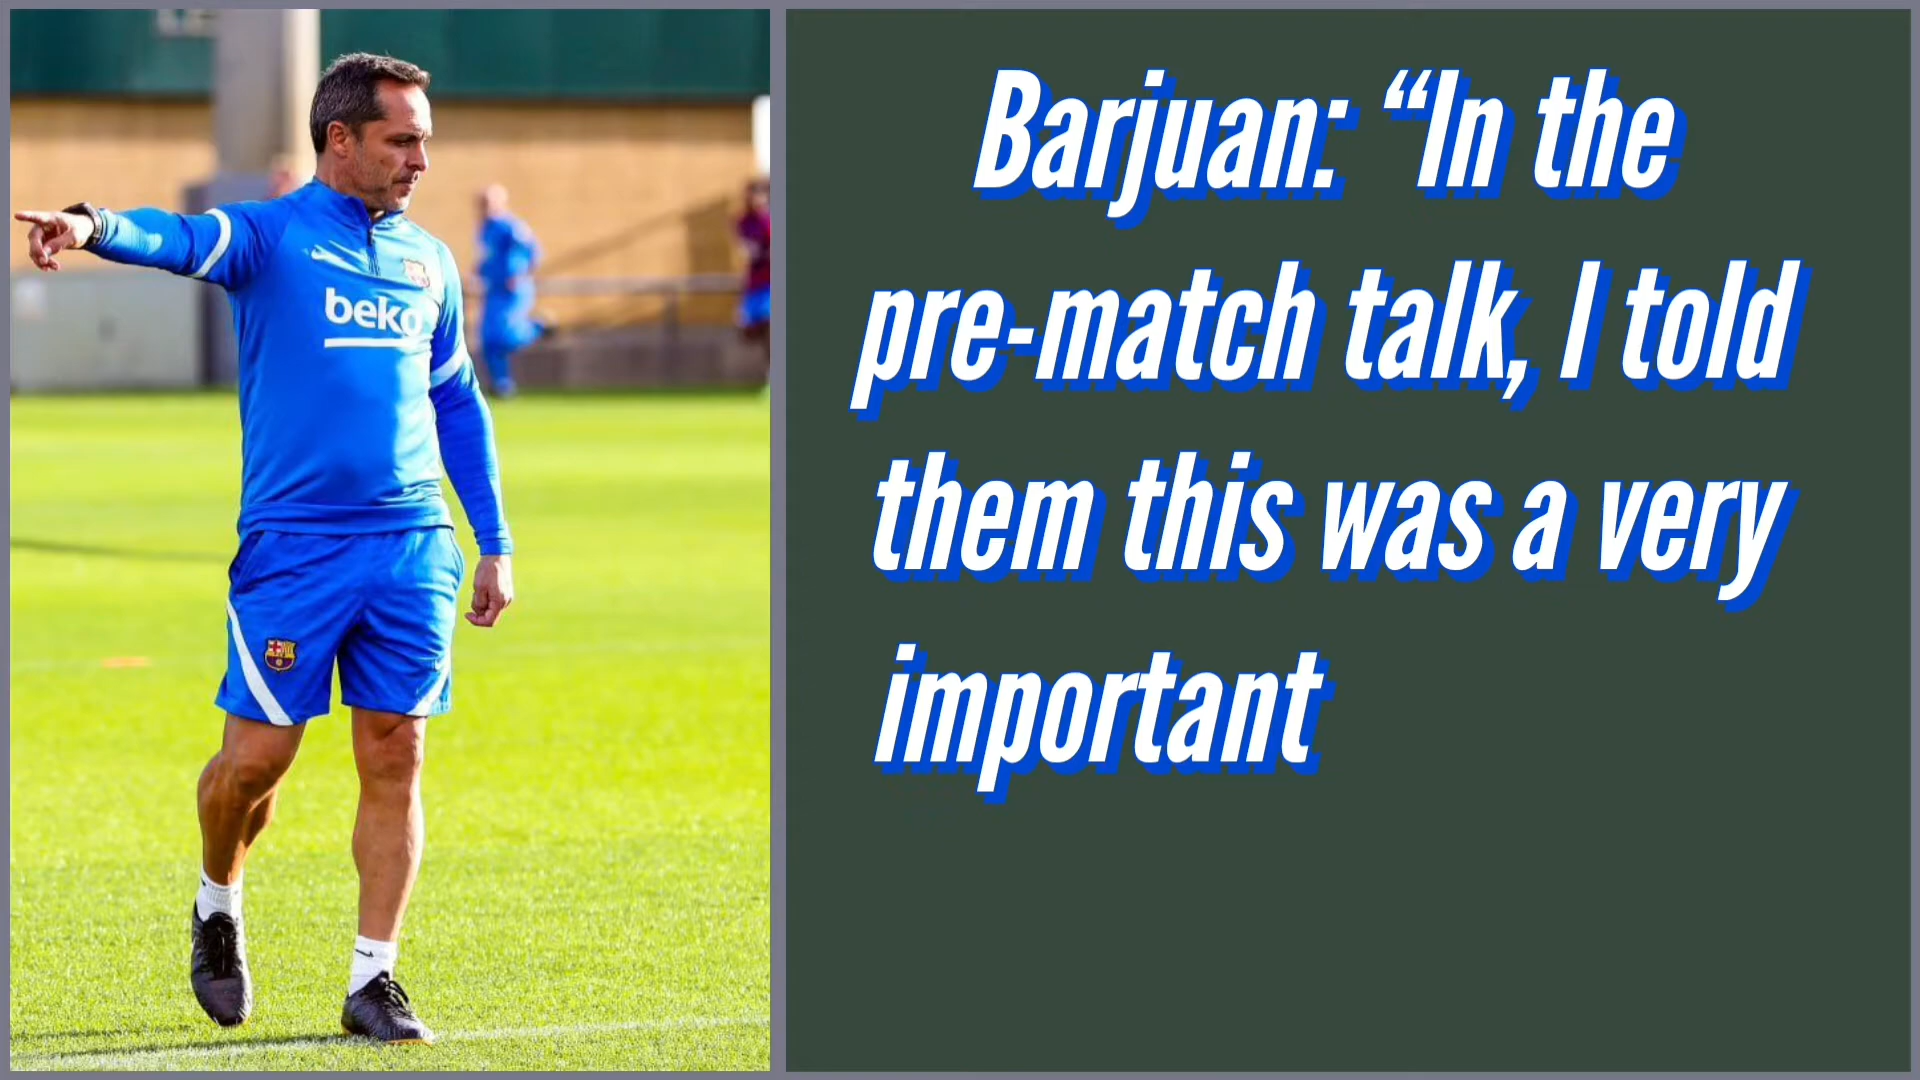 beko
Barjuan: “In the
pre-match talk, I told
them this was a very
important